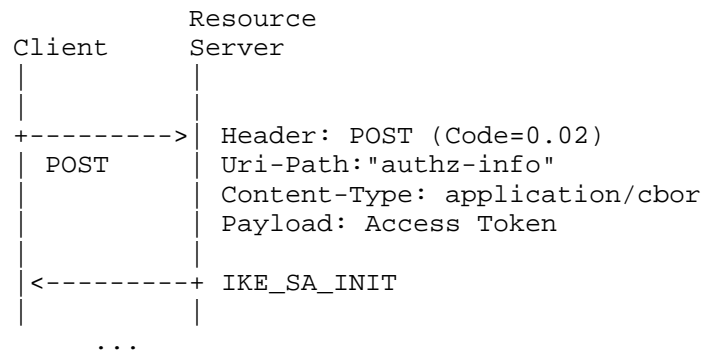 Resource
Client Server
| |
| |
+--------->| Header: POST (Code=0.02)
| POST | Uri-Path:"authz-info"
| | Content-Type: application/cbor
| | Payload: Access Token
| |
|<---------+ IKE_SA_INIT
| |
...